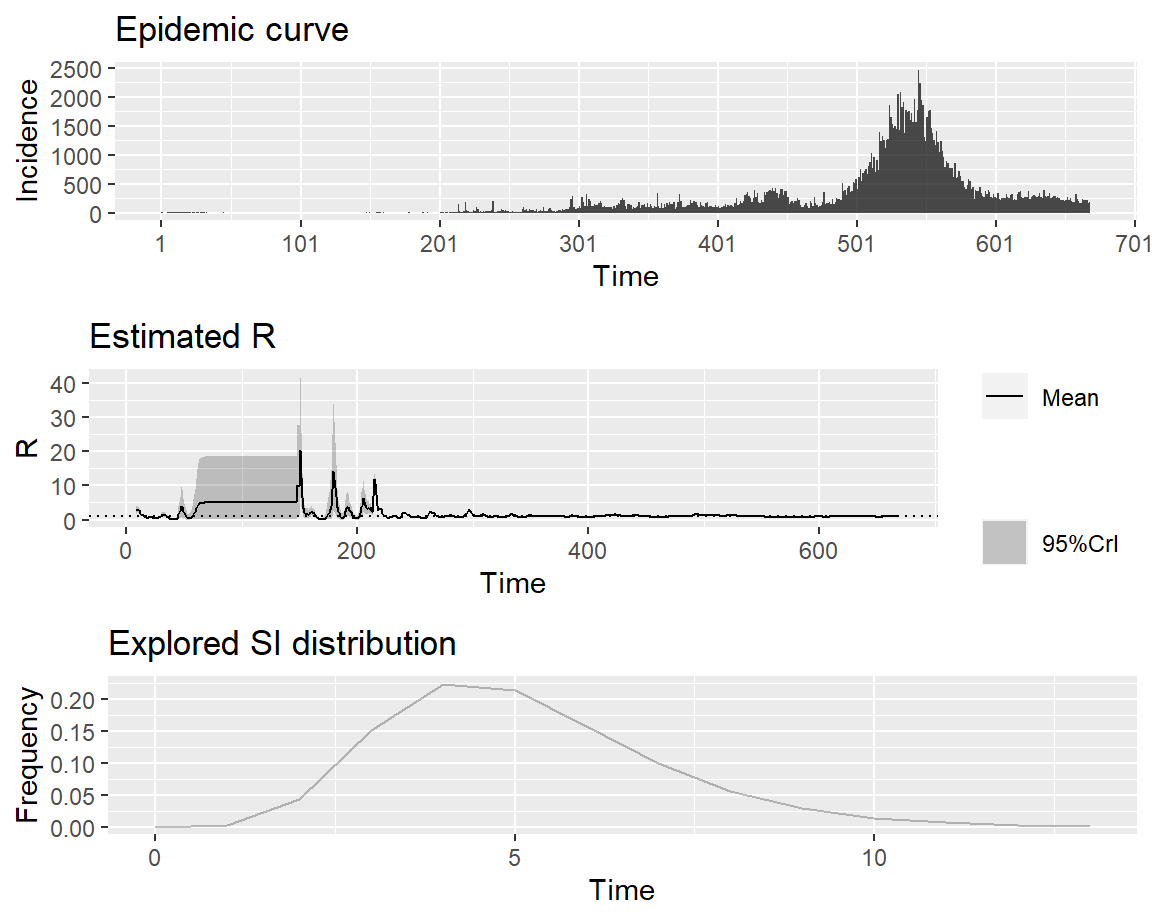 Epidemic curve
Incidence
2500
2000
1500
1000
500
0
1 101 201 301 401 501 601 701
Time
Estimated R
R
40
30
20
10
0
0 200 400 600
Time
Mean
95%CrI
Explored SI distribution
Frequency
0.20
0.15
0.10
0.05
0.00
0 5 10
Time